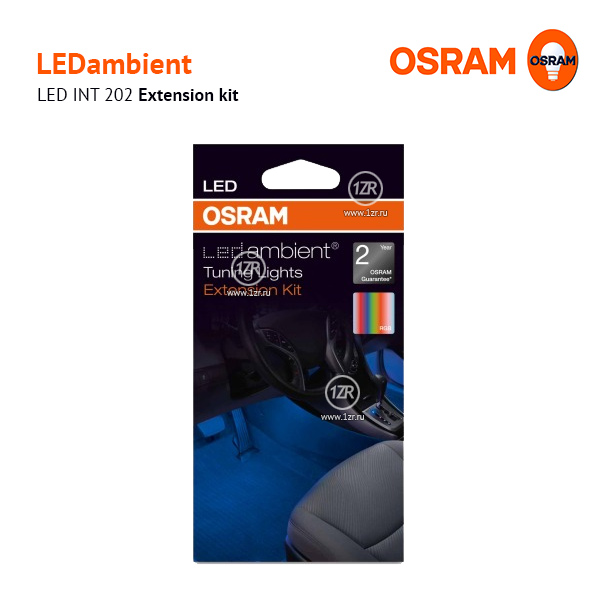 LEDambient
LED INT 202 Extension kit
OSRAM
OSRAM
LED
1ZR
www.1zr.ru
OSRAM
Ledambient®
Tuning Lights
Extension Kit
2
Year
OSRAM
Guarantee*
1ZR
www.1zr.ru
RGB
1ZR
www.1zr.ru